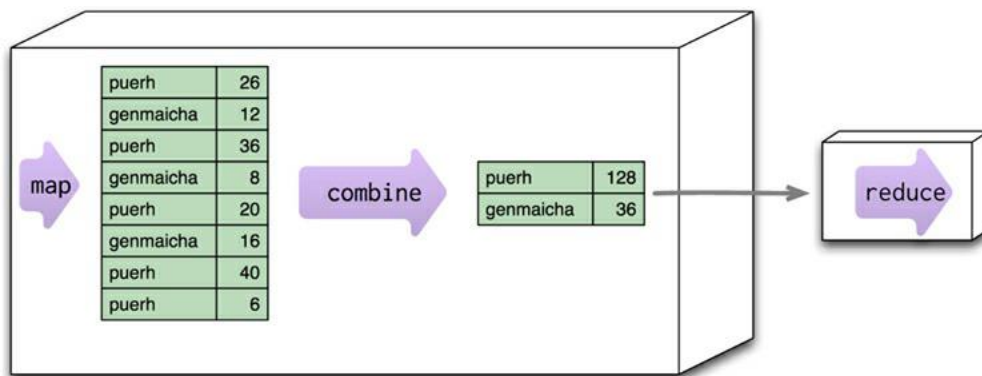 map
puerh 26
genmaicha 12
puerh 36
genmaicha 8
puerh 20
genmaicha 16
puerh 40
puerh 6
combine
puerh 128
genmaicha 36
reduce